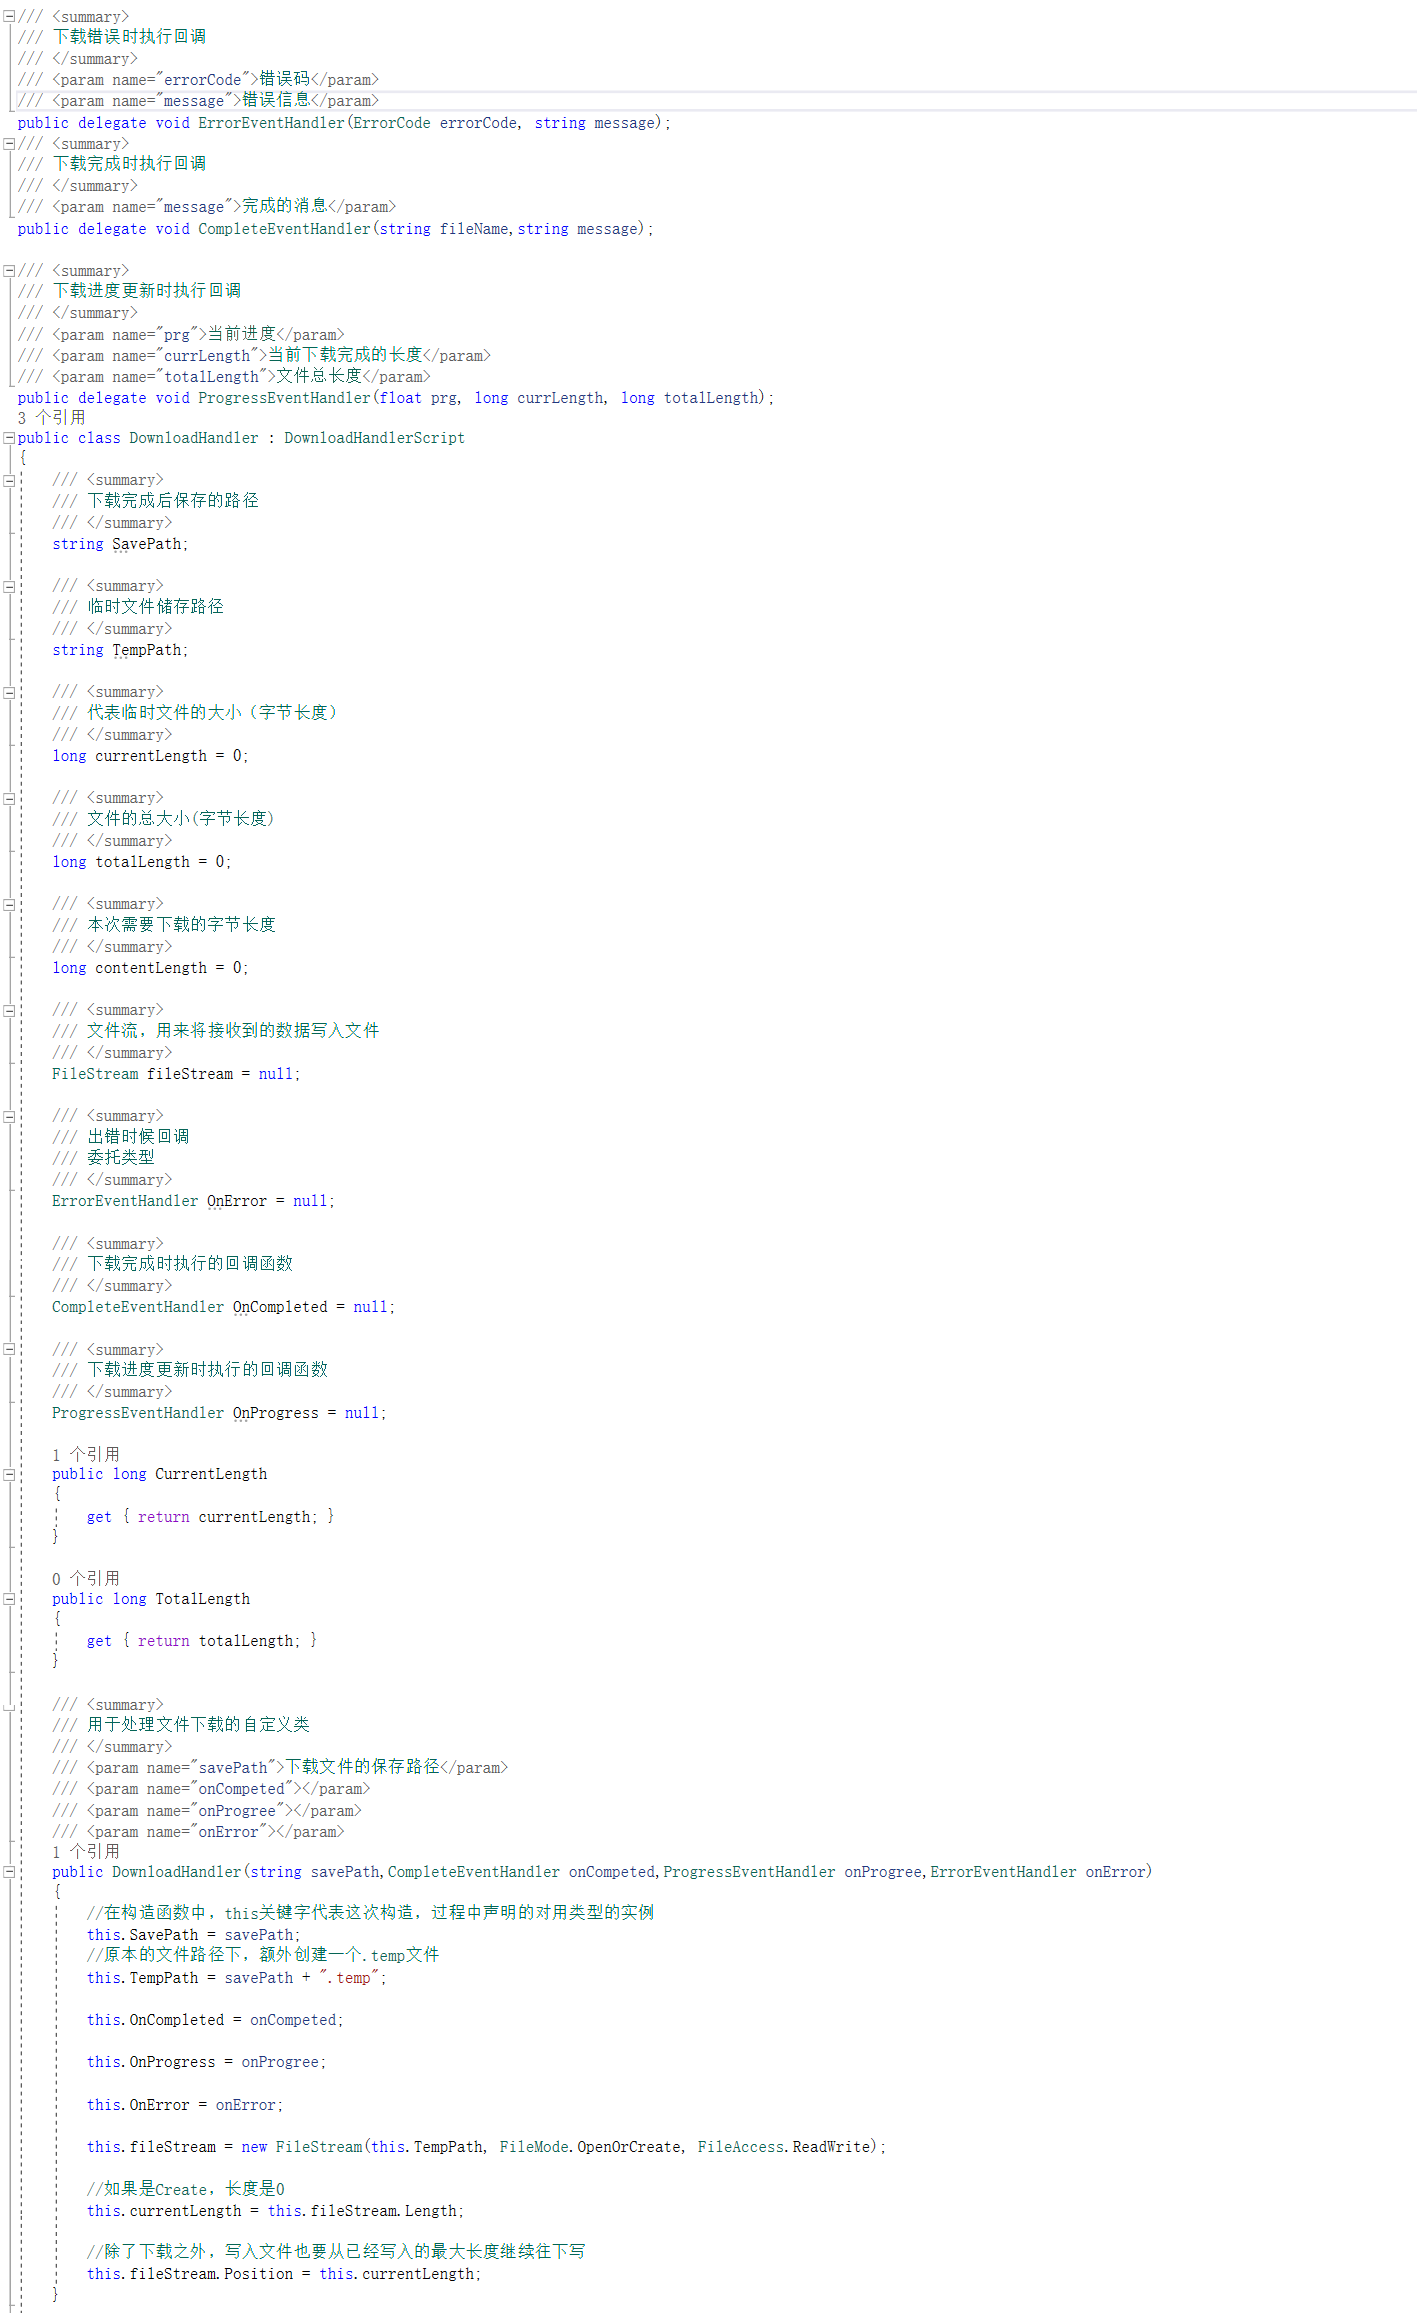 /// <summary>
/// 下载错误时执行回调
/// </summary>
/// <param name="errorCode">错误码</param>
/// <param name="message">错误信息</param>
public delegate void ErrorEventHandler(ErrorCode errorCode, string message);
/// <summary>
/// 下载完成时执行回调
/// </summary>
/// <param name="message">完成的消息</param>
public delegate void CompleteEventHandler(string fileName,string message);
/// <summary>
/// 下载进度更新时执行回调
/// </summary>
/// <param name="prg">当前进度</param>
/// <param name="currLength">当前下载完成的长度</param>
/// <param name="totalLength">文件总长度</param>
public delegate void ProgressEventHandler(float prg, long currLength, long totalLength);
3 个引用
public class DownloadHandler : DownloadHandlerScript
{
/// <summary>
/// 下载完成后保存的路径
/// </summary>
string SavePath;
/// <summary>
/// 临时文件储存路径
/// </summary>
string TempPath;
/// <summary>
/// 代表临时文件的大小（字节长度）
/// </summary>
long currentLength = 0;
/// <summary>
/// 文件的总大小(字节长度)
/// </summary>
long totalLength = 0;
/// <summary>
/// 本次需要下载的字节长度
/// </summary>
long contentLength = 0;
/// <summary>
/// 文件流，用来将接收到的数据写入文件
/// </summary>
FileStream fileStream = null;
/// <summary>
/// 出错时候回调
/// 委托类型
/// </summary>
ErrorEventHandler OnError = null;
/// <summary>
/// 下载完成时执行的回调函数
/// </summary>
CompleteEventHandler OnCompleted = null;
/// <summary>
/// 下载进度更新时执行的回调函数
/// </summary>
ProgressEventHandler OnProgress = null;
1 个引用
public long CurrentLength
{
get { return currentLength; }
}
0 个引用
public long TotalLength
{
get { return totalLength; }
}
/// <summary>
/// 用于处理文件下载的自定义类
/// </summary>
/// <param name="savePath">下载文件的保存路径</param>
/// <param name="onCompeted"></param>
/// <param name="onProgree"></param>
/// <param name="onError"></param>
1 个引用
public DownloadHandler(string savePath,CompleteEventHandler onCompeted,ProgressEventHandler onProgree,ErrorEventHandler onError)
{
//在构造函数中，this关键字代表这次构造，过程中声明的对用类型的实例
this.SavePath = savePath;
//原本的文件路径下，额外创建一个.temp文件
this.TempPath = savePath + ".temp";
this.OnCompleted = onCompeted;
this.OnProgress = onProgree;
this.OnError = onError;
this.fileStream = new FileStream(this.TempPath, FileMode.OpenOrCreate, FileAccess.ReadWrite);
//如果是Create，长度是0
this.currentLength = this.fileStream.Length;
//除了下载之外，写入文件也要从已经写入的最大长度继续往下写
this.fileStream.Position = this.currentLength;
}